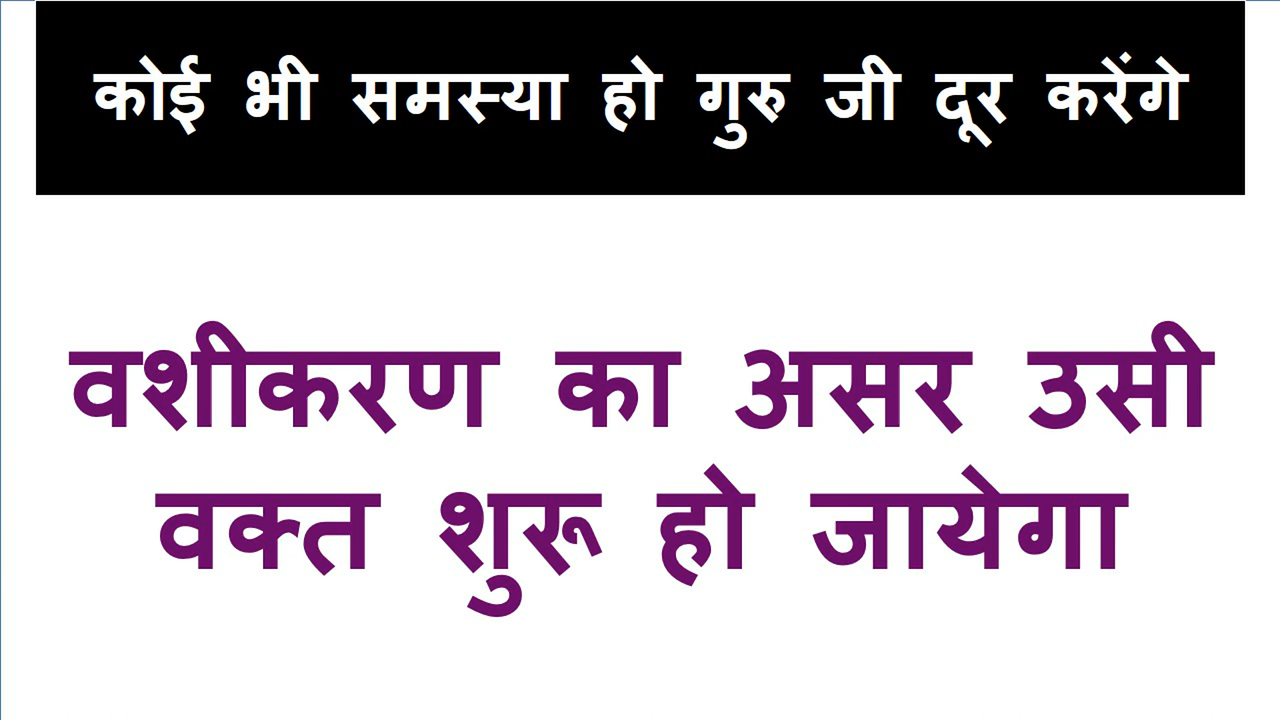 कोई भी समस्या हो गुरु जी दूर करेंगे
वशीकरण का असर उसी
वक्त शुरू हो जायेगा